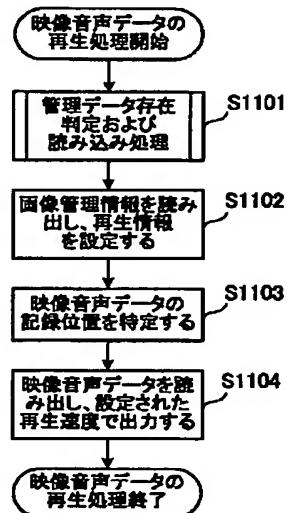 映像音声データの
再生処理開始
管理データ存在
判定および
読み込み処理
S1101
画像管理情報を読み
出し、再生情報
を設定する
S1102
映像音声データの
記録位置を特定する
S1103
映像音声データを読
み出し、設定された
再生速度で出力する
S1104
映像音声データの
再生処理終了